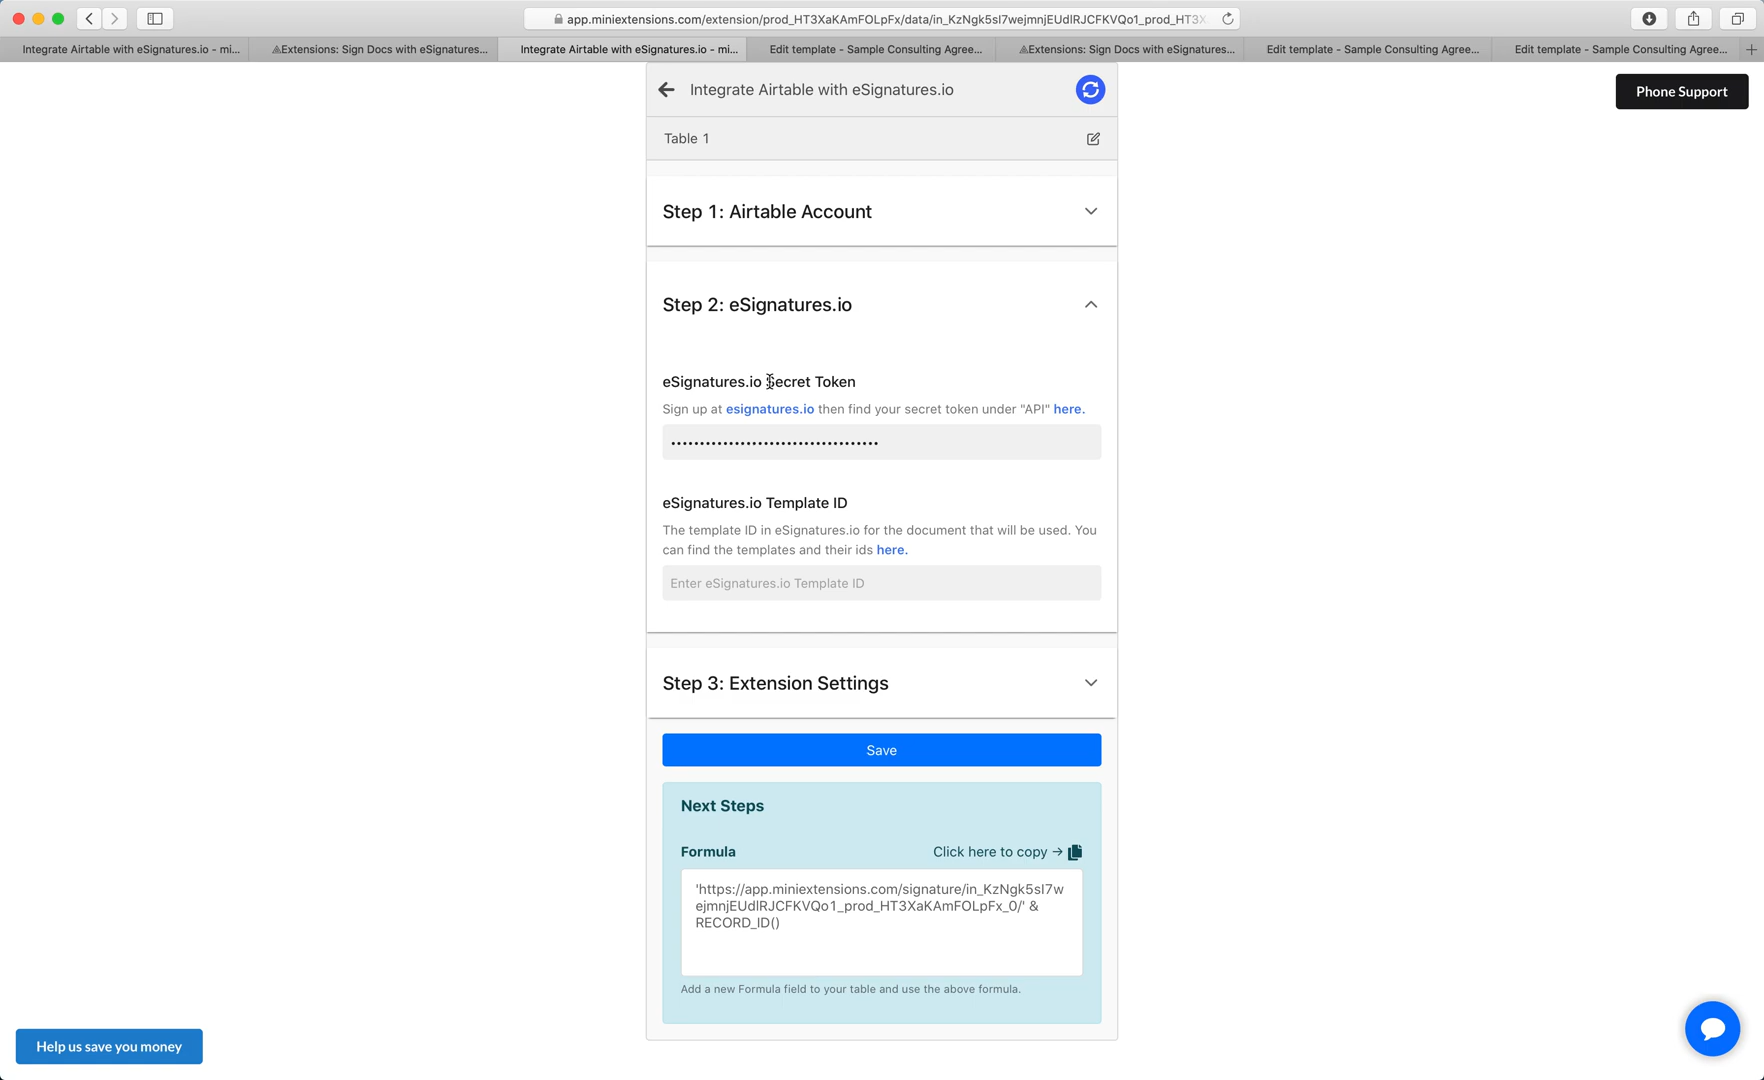 app.miniextensions.com/extension/prod_HT3XaKAmFOLpFx/data/in_KzNgk5sI7wejmnjEUdIRJCFKVQo1_prod_HT3X
Integrate Airtable with eSignatures.io - mi...
Extensions: Sign Docs with eSignatures...
Integrate Airtable with eSignatures.io - mi...
Edit template - Sample Consulting Agree...
Extensions: Sign Docs with eSignatures...
Edit template - Sample Consulting Agree...
Edit template - Sample Consulting Agree...
Integrate Airtable with eSignatures.io
Phone Support
Table 1
Step 1: Airtable Account
Step 2: eSignatures.io
eSignatures.io Secret Token
Sign up at esignatures.io then find your secret token under "API" here.
eSignatures.io Template ID
The template ID in eSignatures.io for the document that will be used. You
can find the templates and their ids here.
Enter eSignatures.io Template ID
Step 3: Extension Settings
Save
Next Steps
Formula
Click here to copy →
'https://app.miniextensions.com/signature/in_KzNgk5sI7w
ejmnjEUdIRJCFKVQo1_prod_HT3XaKAmFOLpFx_0/' &
RECORD_ID()
Add a new Formula field to your table and use the above formula.
Help us save you money